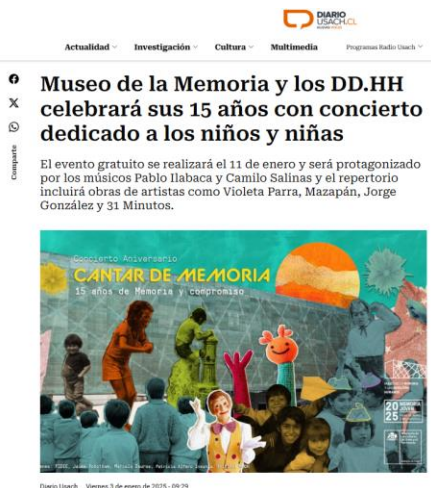 DIARIO
USACH.CL
Actualidad
Investigación
Cultura
Multimedia
Programas Radio Usach
Comparte
Museo de la Memoria y los DD.HH
celebrará sus 15 años con concierto
dedicado a los niños y niñas
El evento gratuito se realizará el 11 de enero y será protagonizado
por los músicos Pablo Ilabaca y Camilo Salinas y el repertorio
incluirá obras de artistas como Violeta Parra, Mazapán, Jorge
González y 31 Minutos.
Concierto Aniversario
CANTAR DE MEMORIA
15 años de Memoria y compromiso
20
25
Diario Usach
Viernes 3 de enero de 2025 - 09:29